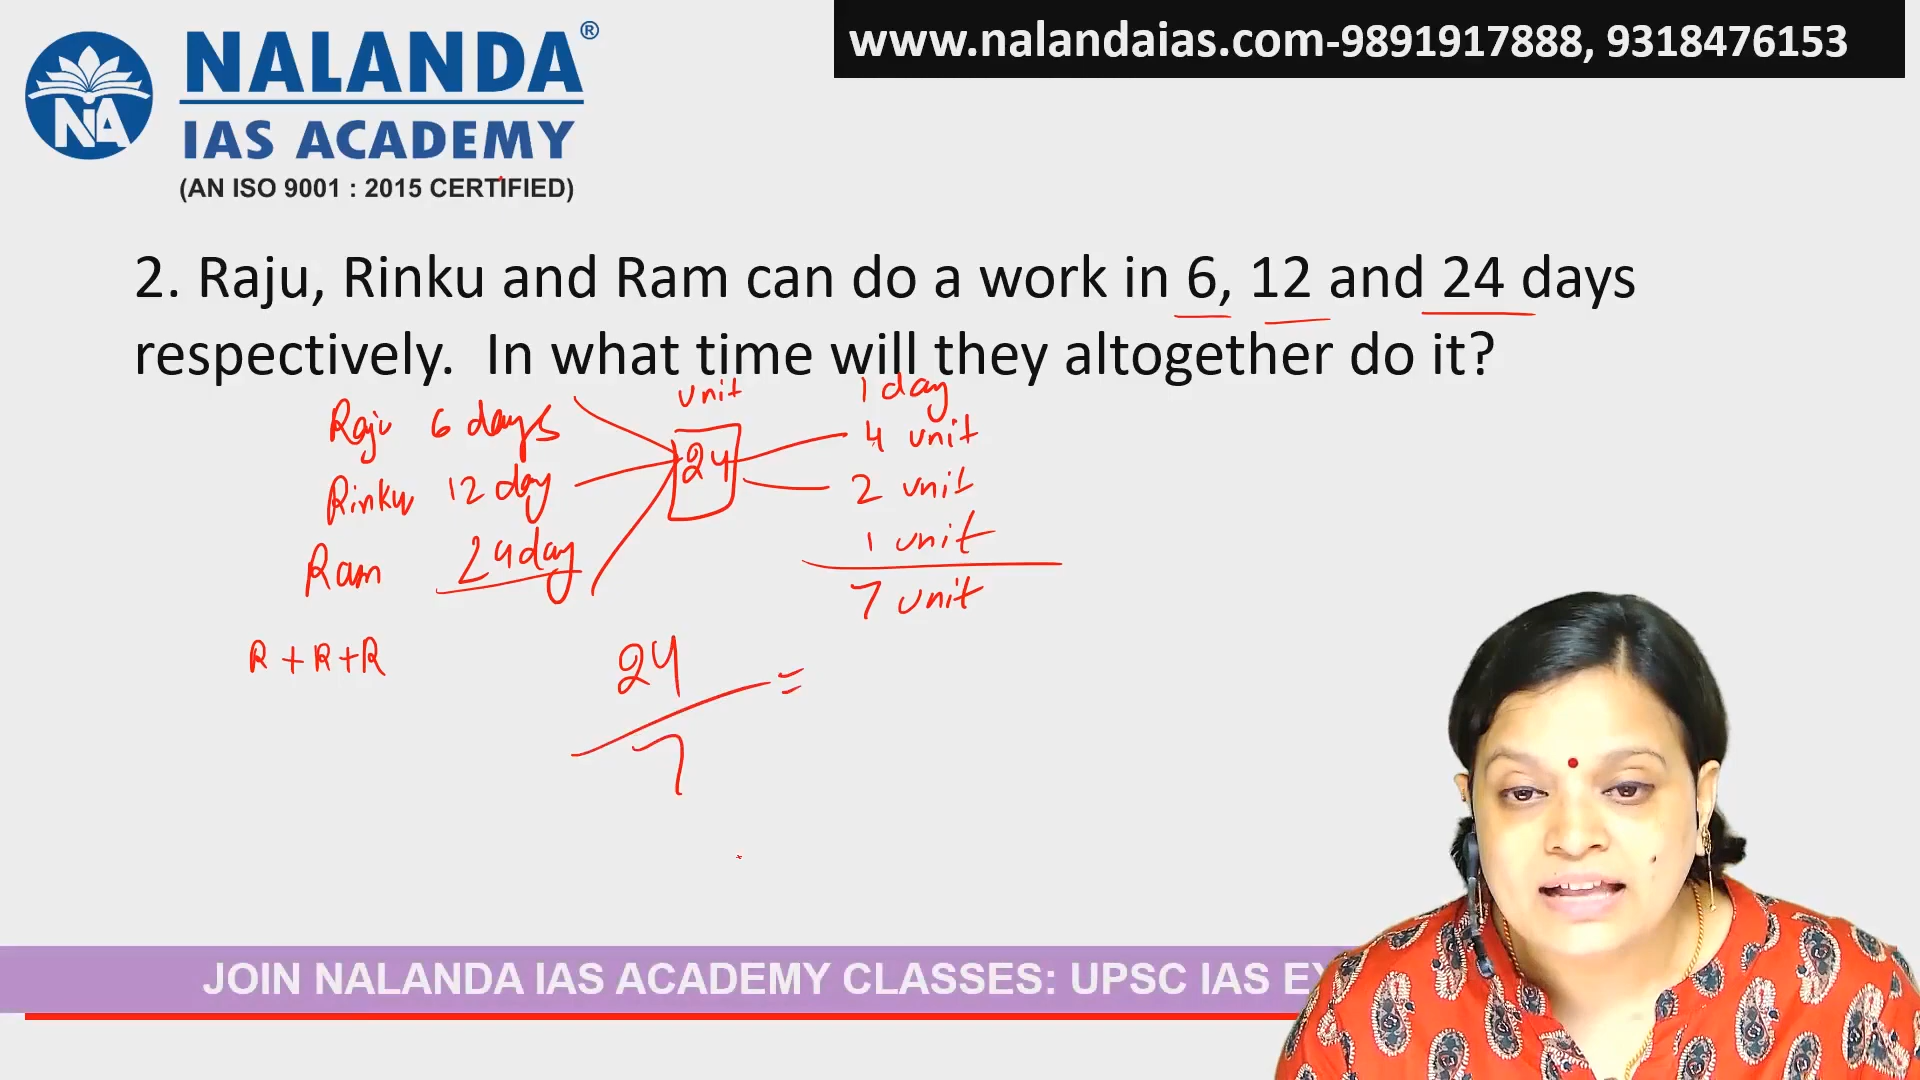 NALANDA®
IAS ACADEMY
(AN ISO 9001 : 2015 CERTIFIED)
NA
www.nalandaias.com-9891917888, 9318476153
2. Raju, Rinku and Ram can do a work in 6, 12 and 24 days
respectively. In what time will they altogether do it?
unit 1 day
Raju 6 days 24 4 unit
Rinku 12 day 2 unit
Ram 24 day 1 unit
7 unit
R + R + R
24 =
7
JOIN NALANDA IAS ACADEMY CLASSES: UPSC IAS